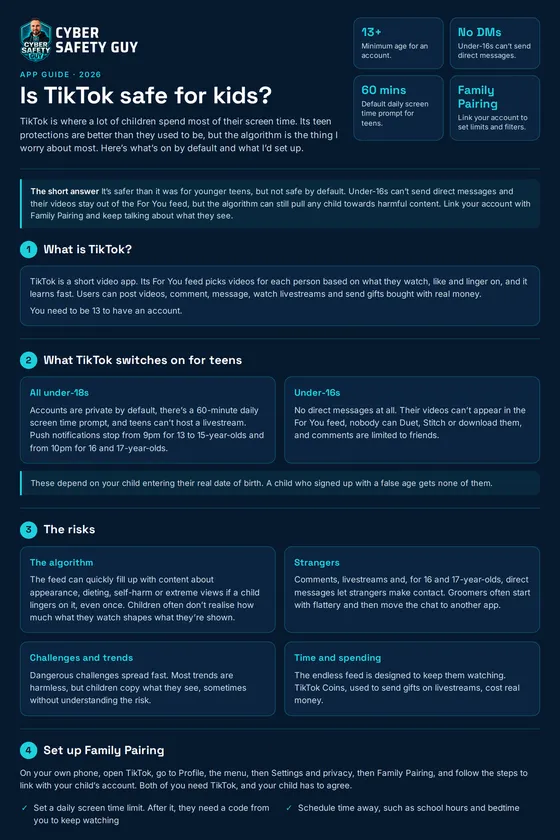 CYBER
SAFETY GUY
CYBER
SAFETY
GUY
APP GUIDE · 2026
Is TikTok safe for kids?
TikTok is where a lot of children spend most of their screen time. Its teen
protections are better than they used to be, but the algorithm is the thing I
worry about most. Here's what's on by default and what I'd set up.
13+
Minimum age for an
account.
No DMs
Under-16s can't send
direct messages.
60 mins
Default daily screen
time prompt for
teens.
Family
Pairing
Link your account to
set limits and filters.
The short answer It's safer than it was for younger teens, but not safe by default. Under-16s can't send direct messages and
their videos stay out of the For You feed, but the algorithm can still pull any child towards harmful content. Link your account with
Family Pairing and keep talking about what they see.
1 What is TikTok?
TikTok is a short video app. Its For You feed picks videos for each person based on what they watch, like and linger on, and it
learns fast. Users can post videos, comment, message, watch livestreams and send gifts bought with real money.
You need to be 13 to have an account.
2 What TikTok switches on for teens
All under-18s
Accounts are private by default, there's a 60-minute daily
screen time prompt, and teens can't host a livestream.
Push notifications stop from 9pm for 13 to 15-year-olds and
from 10pm for 16 and 17-year-olds.
Under-16s
No direct messages at all. Their videos can't appear in the
For You feed, nobody can Duet, Stitch or download them,
and comments are limited to friends.
These depend on your child entering their real date of birth. A child who signed up with a false age gets none of them.
3 The risks
The algorithm
The feed can quickly fill up with content about
appearance, dieting, self-harm or extreme views if a child
lingers on it, even once. Children often don't realise how
much what they watch shapes what they're shown.
Strangers
Comments, livestreams and, for 16 and 17-year-olds, direct
messages let strangers make contact. Groomers often start
with flattery and then move the chat to another app.
Challenges and trends
Dangerous challenges spread fast. Most trends are
harmless, but children copy what they see, sometimes
without understanding the risk.
Time and spending
The endless feed is designed to keep them watching.
TikTok Coins, used to send gifts on livestreams, cost real
money.
4 Set up Family Pairing
On your own phone, open TikTok, go to Profile, the menu, then Settings and privacy, then Family Pairing, and follow the steps to
link with your child's account. Both of you need TikTok, and your child has to agree.
✓ Set a daily screen time limit. After it, they need a code from
you to keep watching
✓ Schedule time away, such as school hours and bedtime